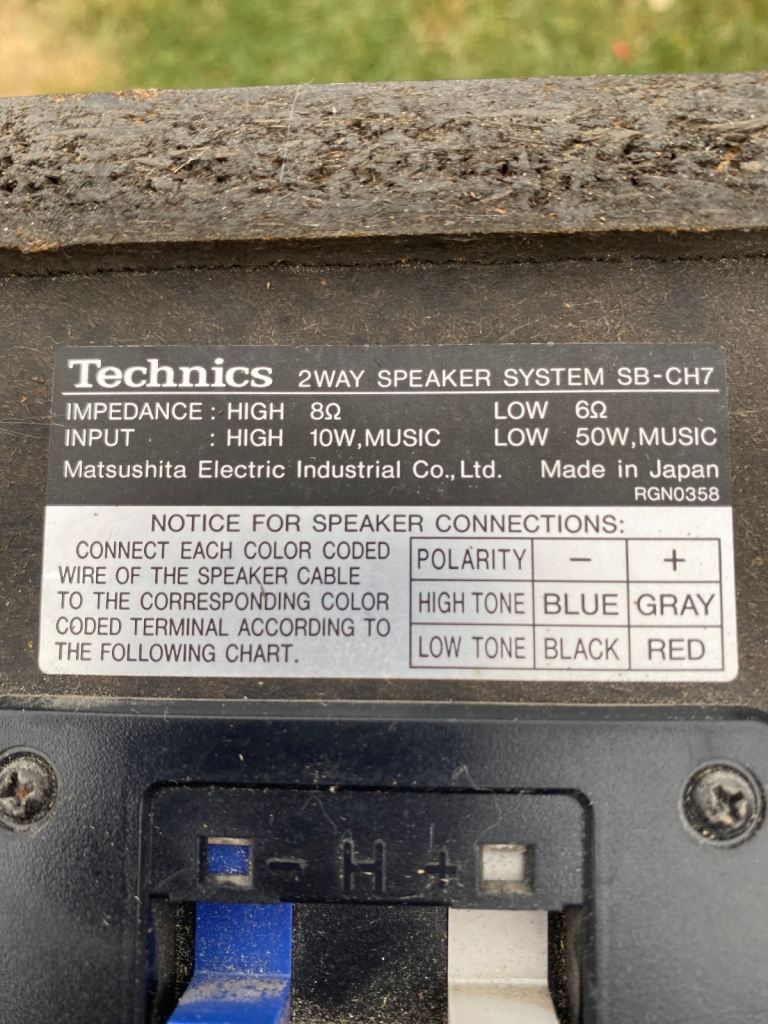 Technics 2WAY SPEAKER SYSTEM SB-CH7
IMPEDANCE : HIGH 8Ω LOW 6Ω
INPUT : HIGH 10W,MUSIC LOW 50W,MUSIC
Matsushita Electric Industrial Co.,Ltd. Made in Japan
RGN0358
NOTICE FOR SPEAKER CONNECTIONS:
CONNECT EACH COLOR CODED
WIRE OF THE SPEAKER CABLE
TO THE CORRESPONDING COLOR
CODED TERMINAL ACCORDING TO
THE FOLLOWING CHART.
POLARITY − +
HIGH TONE BLUE GRAY
LOW TONE BLACK RED
− H +